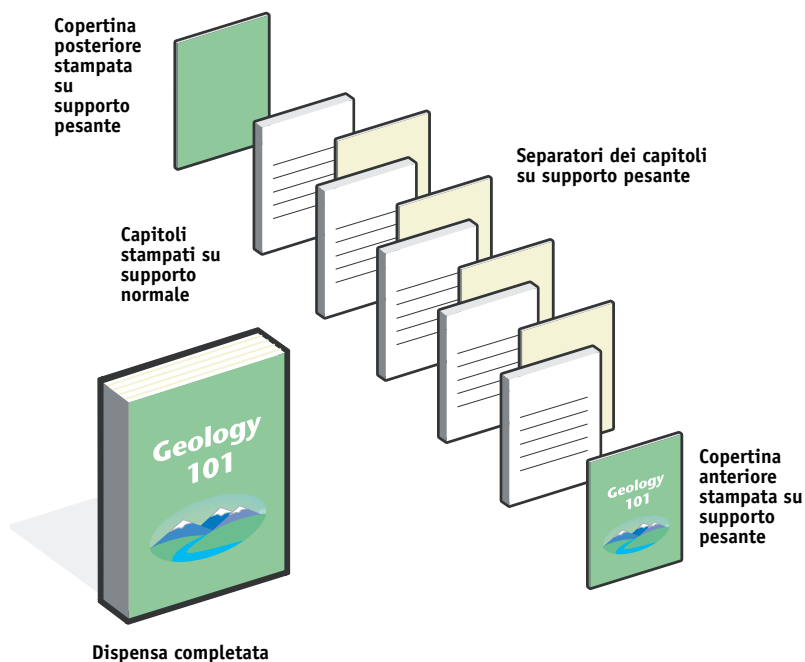 Copertina
posteriore
stampata
su
supporto
pesante
Separatori dei capitoli
su supporto pesante
Capitoli
stampati su
supporto
normale
Geology
101
Geology
101
Copertina
anteriore
stampata su
supporto
pesante
Dispensa completata